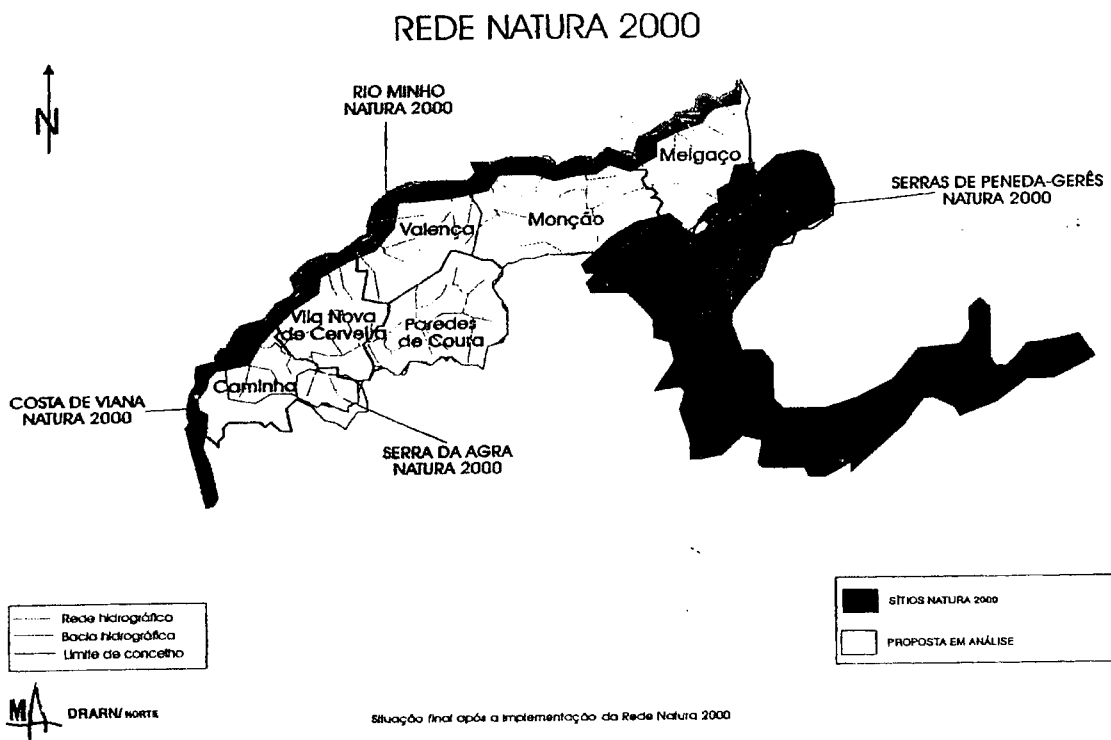 REDE NATURA 2000
N
RIO MINHO
NATURA 2000
Melgaço
SERRAS DE PENEDA-GERÊS
NATURA 2000
Monção
Valença
Vila Nova
de Cerveira
Paredes
de Coura
Caminha
COSTA DE VIANA
NATURA 2000
SERRA DA AGRA
NATURA 2000
Rede hidrográfico
Bacia hidrográfica
Limite de concelho
SÍTIOS NATURA 2000
PROPOSTA EM ANÁLISE
MA DRARN/NORTE
Situação final após a implementação da Rede Natura 2000